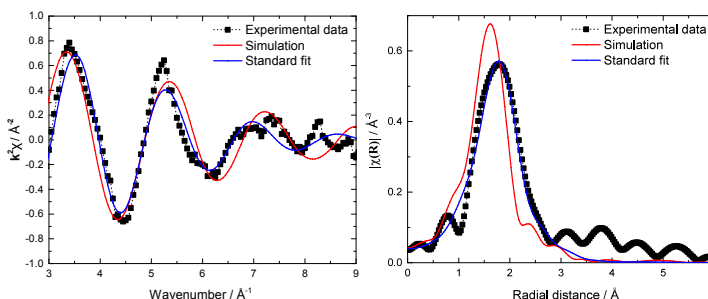 1.0
0.8
0.6
0.4
0.2
0.0
-0.2
-0.4
-0.6
-0.8
-1.0
k²χ / Å⁻²
3 4 5 6 7 8 9
Wavenumber / Å⁻¹
Experimental data
Simulation
Standard fit
0.6
0.4
0.2
0.0
|χ(R)| / Å⁻³
0 1 2 3 4 5
Radial distance / Å
Experimental data
Simulation
Standard fit